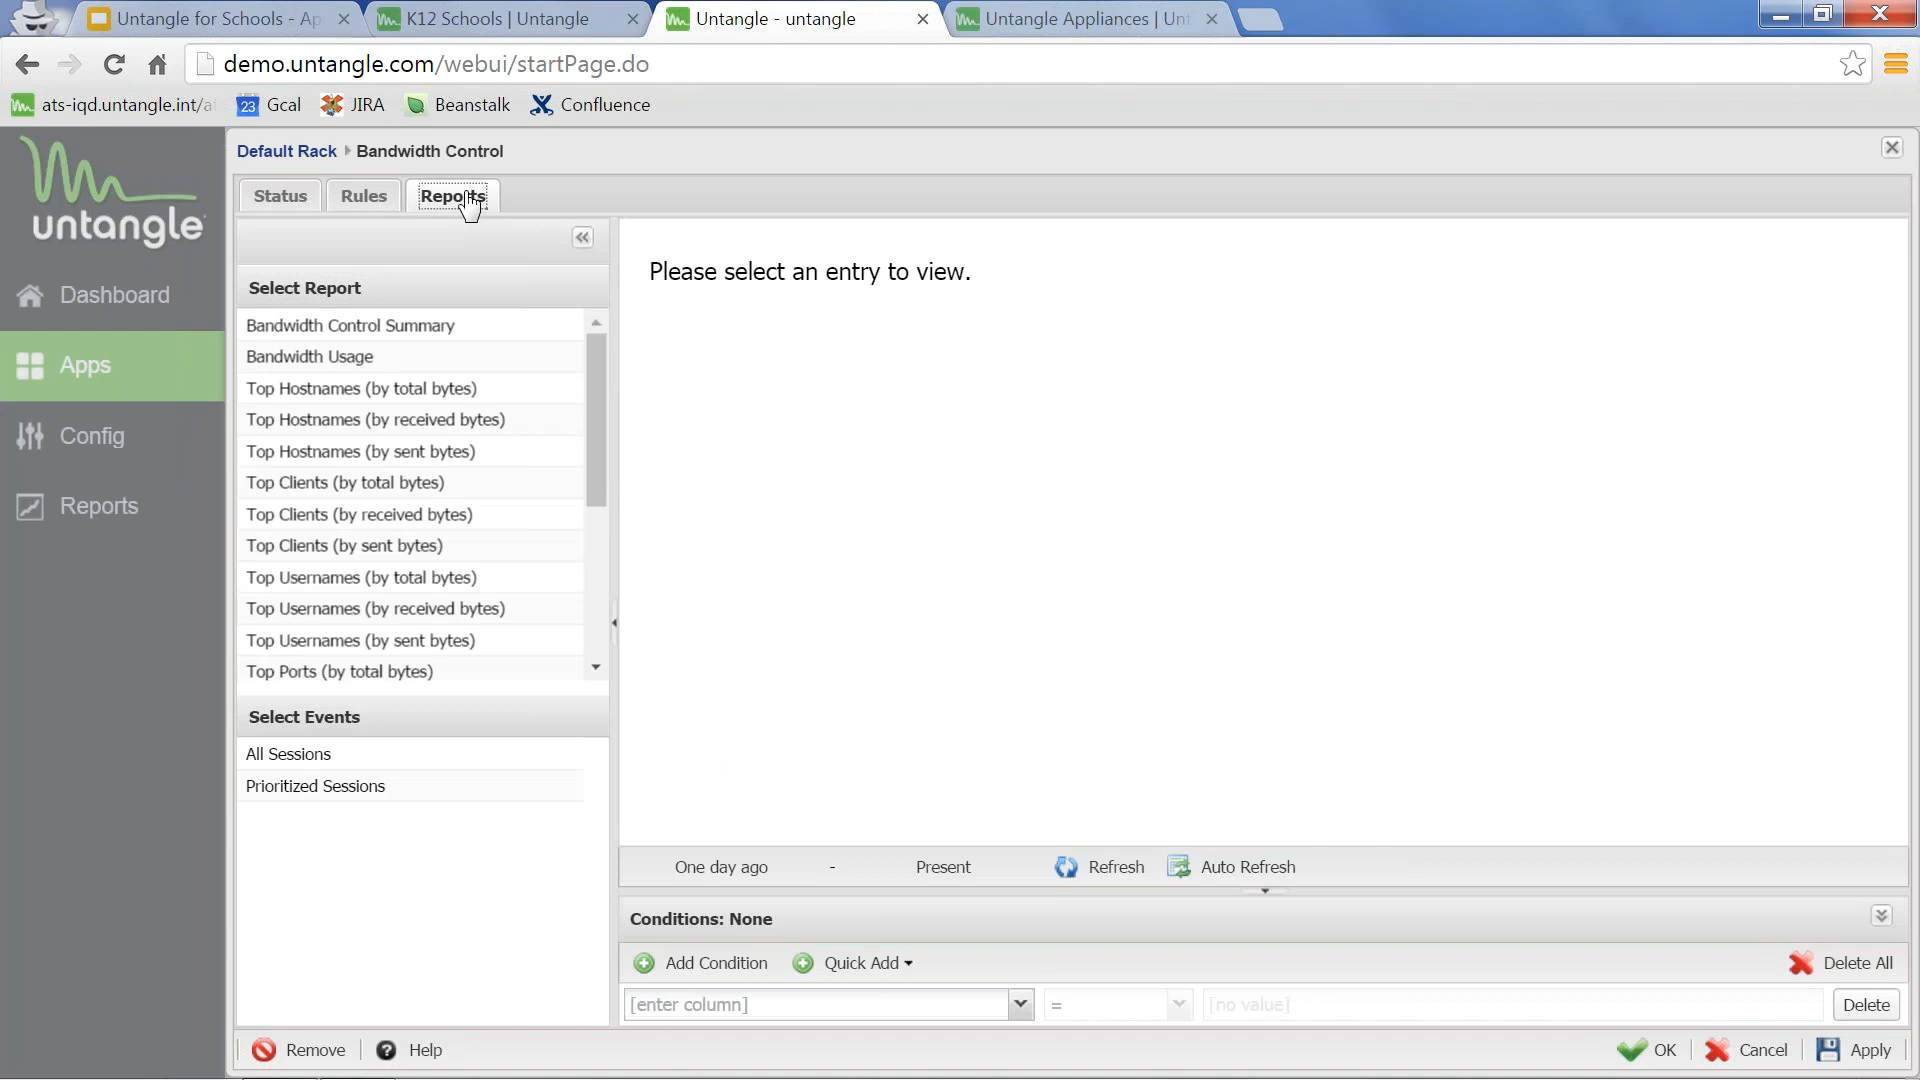 Untangle for Schools - Ap
K12 Schools | Untangle
Untangle - untangle
Untangle Appliances | Unt
demo.untangle.com/webui/startPage.do
ats-iqd.untangle.int/a
23 Gcal
JIRA
Beanstalk
Confluence
untangle
Dashboard
Apps
Config
Reports
Default Rack
Bandwidth Control
Status
Rules
Reports
Select Report
Bandwidth Control Summary
Bandwidth Usage
Top Hostnames (by total bytes)
Top Hostnames (by received bytes)
Top Hostnames (by sent bytes)
Top Clients (by total bytes)
Top Clients (by received bytes)
Top Clients (by sent bytes)
Top Usernames (by total bytes)
Top Usernames (by received bytes)
Top Usernames (by sent bytes)
Top Ports (by total bytes)
Select Events
All Sessions
Prioritized Sessions
Please select an entry to view.
One day ago - Present
Refresh
Auto Refresh
Conditions: None
Add Condition
Quick Add
Delete All
[enter column]
=
[no value]
Delete
Remove
Help
OK
Cancel
Apply